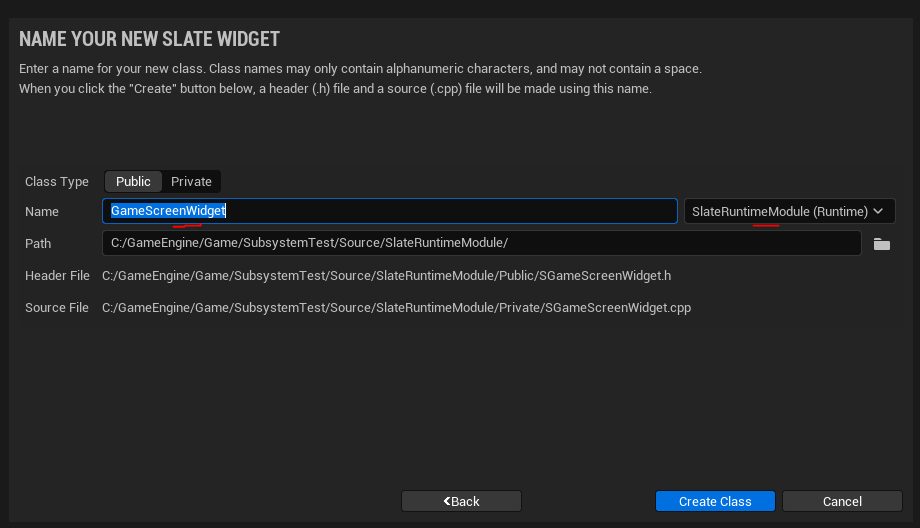 NAME YOUR NEW SLATE WIDGET
Enter a name for your new class. Class names may only contain alphanumeric characters, and may not contain a space.
When you click the "Create" button below, a header (.h) file and a source (.cpp) file will be made using this name.
Class Type Public Private
Name GameScreenWidget SlateRuntimeModule (Runtime)
Path C:/GameEngine/Game/SubsystemTest/Source/SlateRuntimeModule/
Header File C:/GameEngine/Game/SubsystemTest/Source/SlateRuntimeModule/Public/SGameScreenWidget.h
Source File C:/GameEngine/Game/SubsystemTest/Source/SlateRuntimeModule/Private/SGameScreenWidget.cpp
Back Create Class Cancel